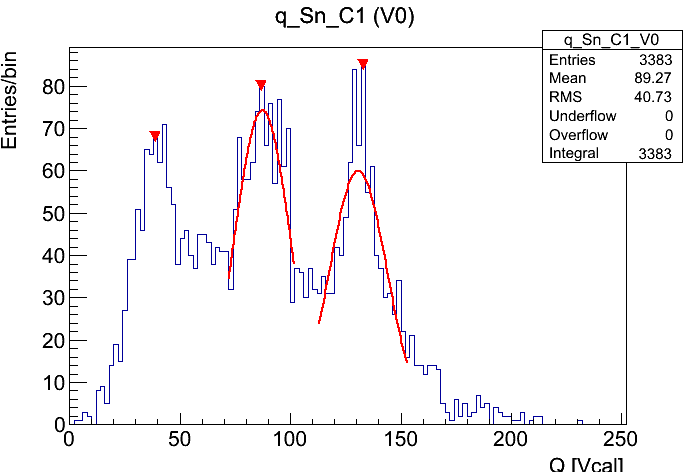 q_Sn_C1 (V0)
q_Sn_C1_V0
Entries 3383
Mean 89.27
RMS 40.73
Underflow 0
Overflow 0
Integral 3383
Entries/bin
80
70
60
50
40
30
20
10
0
0 50 100 150 200 250
Q [Vcal]